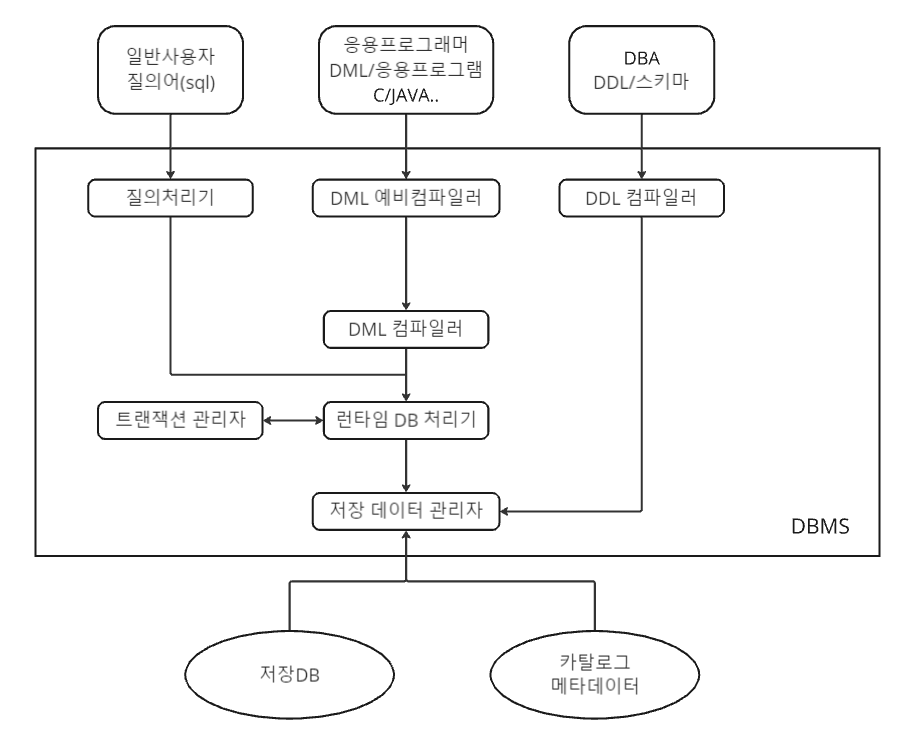 일반사용자
질의어(sql)
응용프로그래머
DML/응용프로그램
C/JAVA..
DBA
DDL/스키마
질의처리기
DML 예비컴파일러
DDL 컴파일러
DML 컴파일러
트랜잭션 관리자
런타임 DB 처리기
저장 데이터 관리자
DBMS
저장DB
카탈로그
메타데이터